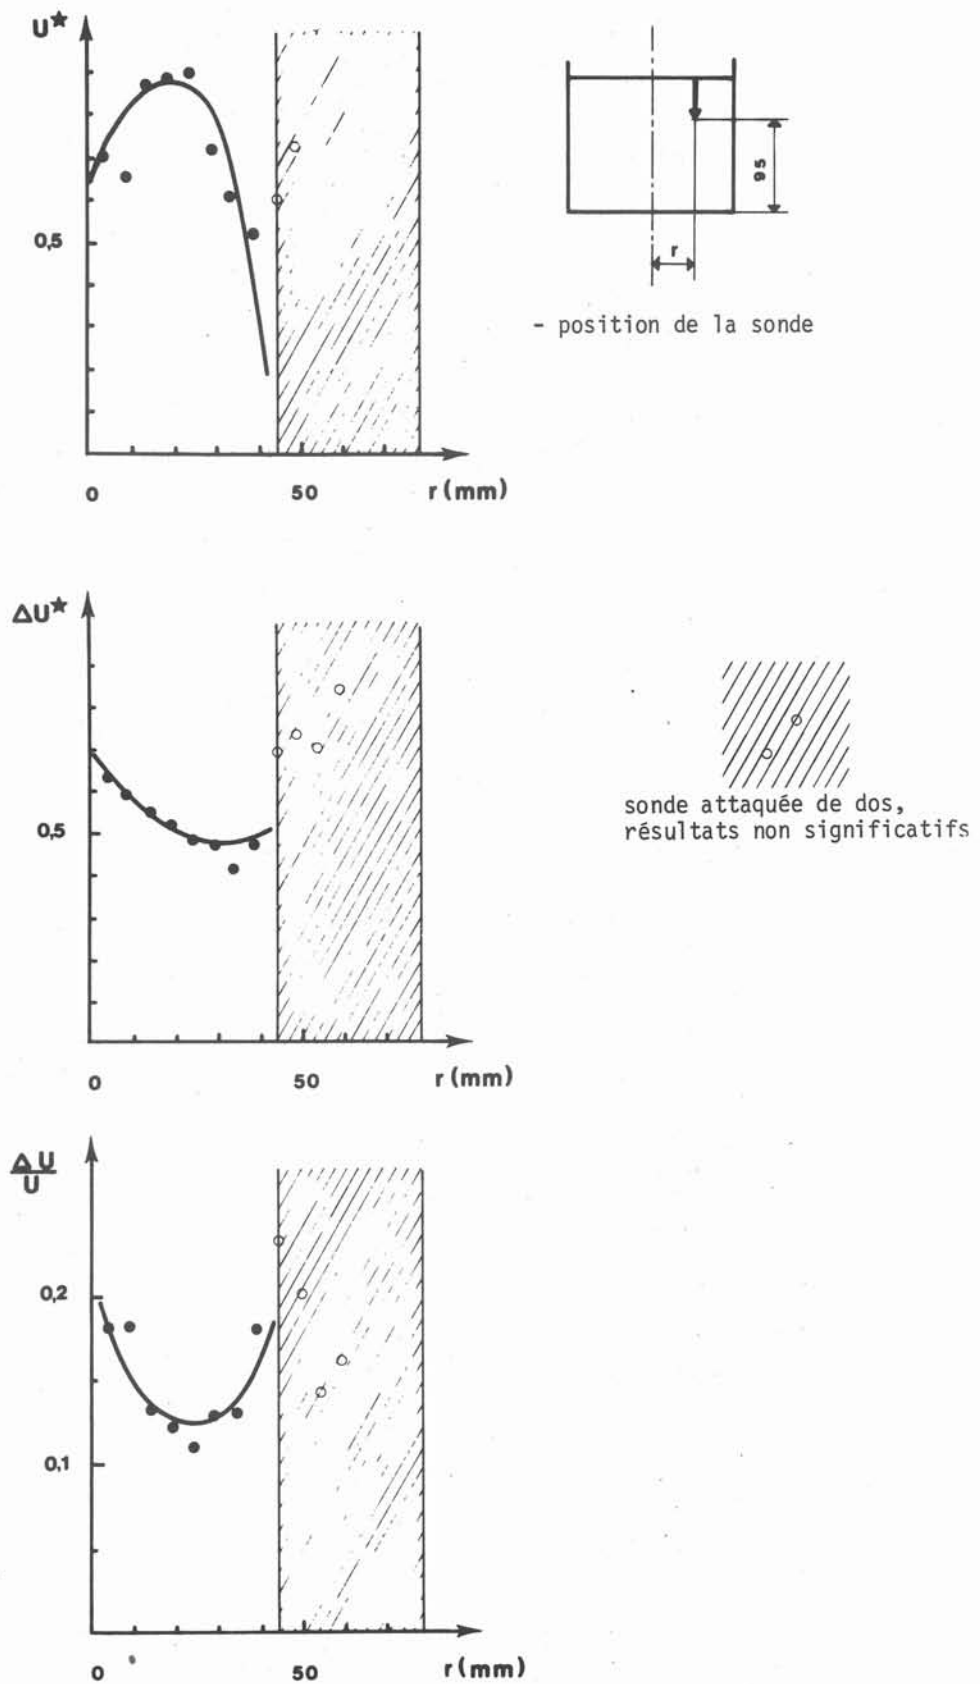 U★
0,5
0
50
r (mm)
95
r
- position de la sonde
ΔU★
0,5
0
50
r (mm)
sonde attaquée de dos,
résultats non significatifs
ΔU
U
0,2
0,1
0
50
r (mm)